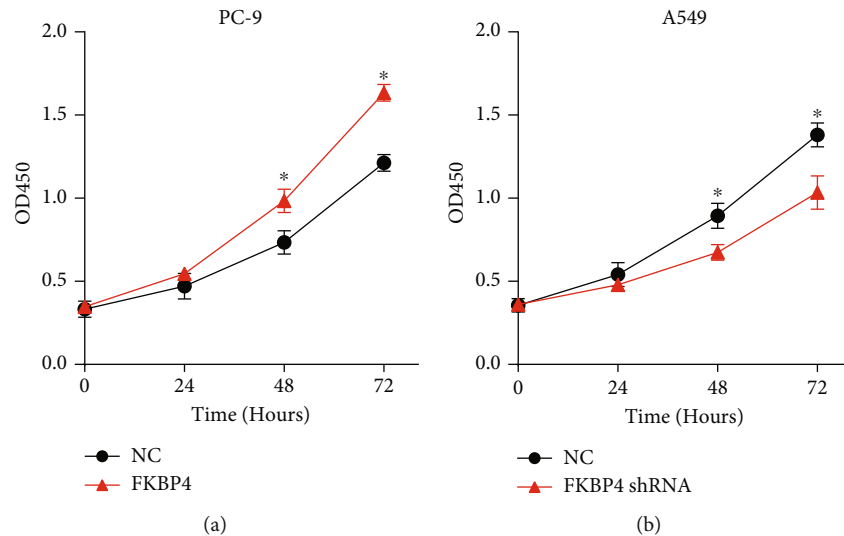 PC-9
2.0
1.5
1.0
0.5
0.0
OD450
*
*
0
24
48
72
Time (Hours)
NC
FKBP4
(a)
A549
2.0
1.5
1.0
0.5
0.0
OD450
*
*
0
24
48
72
Time (Hours)
NC
FKBP4 shRNA
(b)